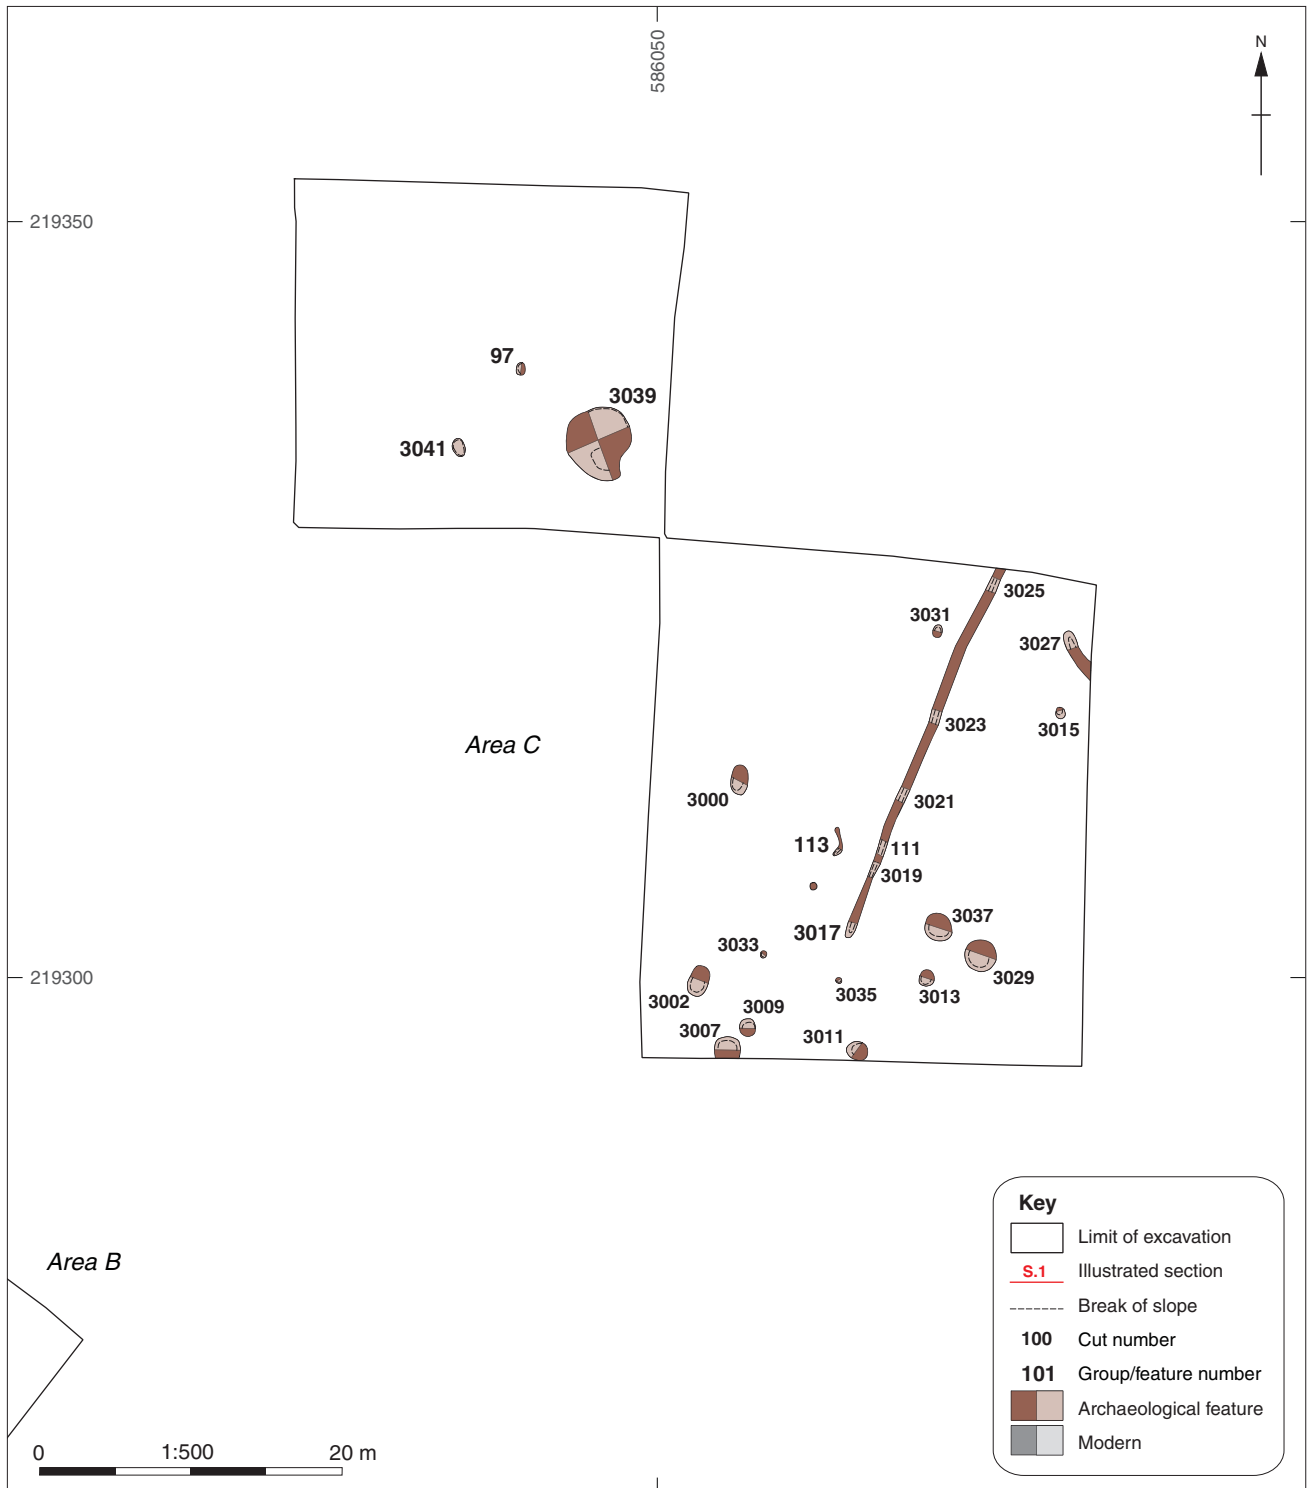 586050
N
219350
97
3039
3041
3025
3031
3027
3023
3015
Area C
3000
3021
113
111
3019
3037
3017
3033
219300
3029
3002
3035
3013
3009
3007
3011
Key
Limit of excavation
S.1 Illustrated section
Break of slope
100 Cut number
101 Group/feature number
Archaeological feature
Modern
Area B
0 1:500 20 m